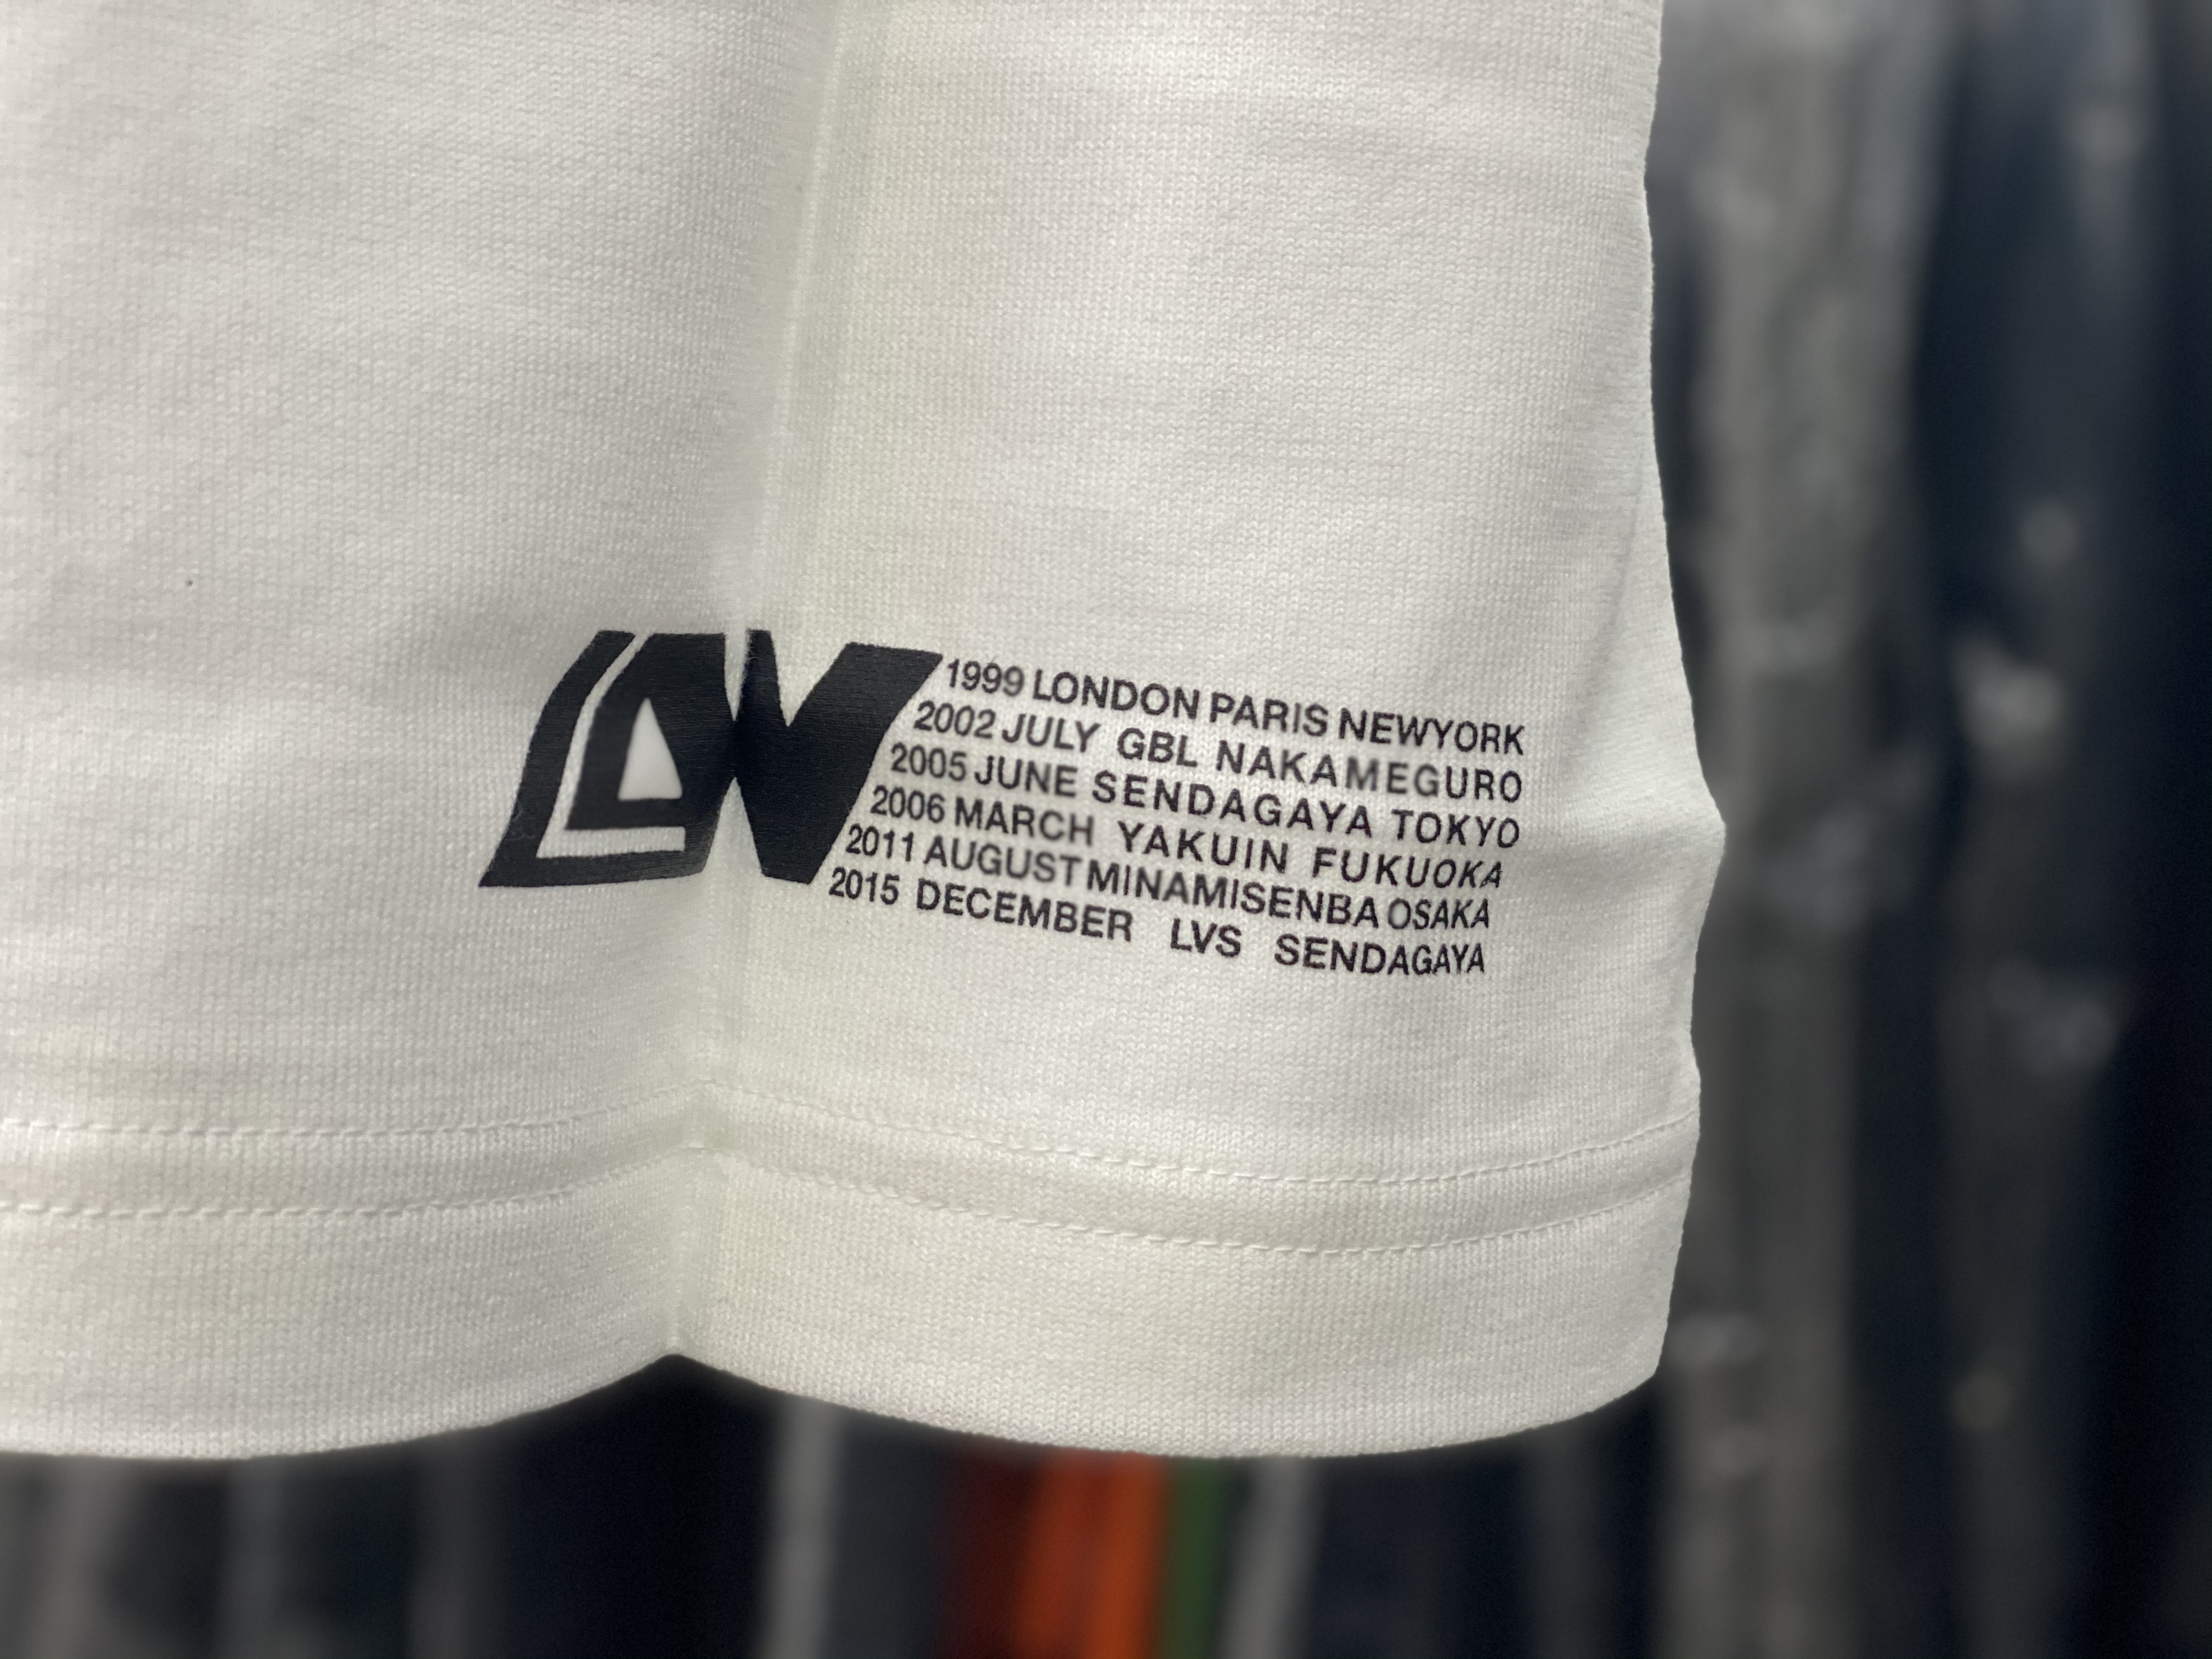 LAV
1999 LONDON PARIS NEWYORK
2002 JULY GBL NAKAMEGURO
2005 JUNE SENDAGAYA TOKYO
2006 MARCH YAKUIN FUKUOKA
2011 AUGUST MINAMISENBA OSAKA
2015 DECEMBER LVS SENDAGAYA